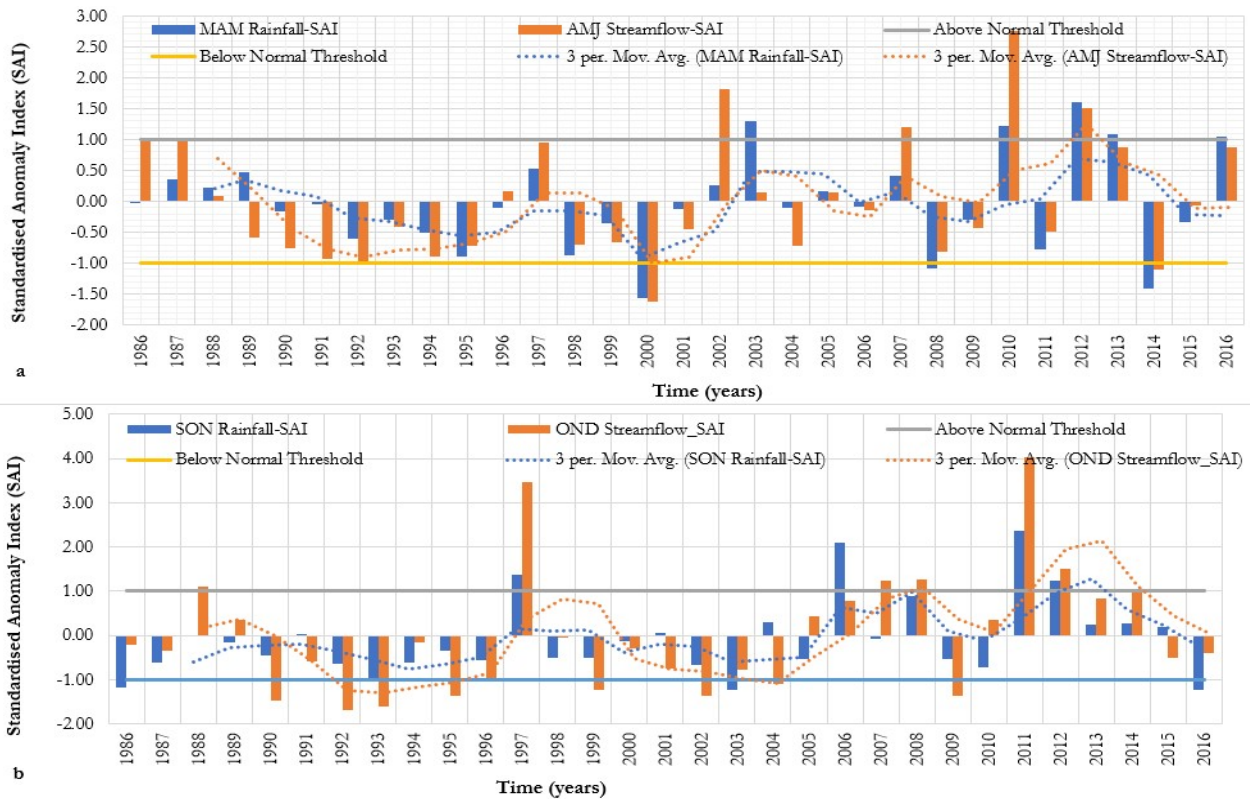 3.00
MAM Rainfall-SAI AMJ Streamflow-SAI Above Normal Threshold
2.50
Below Normal Threshold 3 per. Mov. Avg. (MAM Rainfall-SAI) 3 per. Mov. Avg. (AMJ Streamflow-SAI)
2.00
1.50
1.00
0.50
0.00
-0.50
-1.00
-1.50
-2.00
Standardised Anomaly Index (SAI)
1986 1987 1988 1989 1990 1991 1992 1993 1994 1995 1996 1997 1998 1999 2000 2001 2002 2003 2004 2005 2006 2007 2008 2009 2010 2011 2012 2013 2014 2015 2016
a
Time (years)
5.00
SON Rainfall-SAI OND Streamflow_SAI Above Normal Threshold
Below Normal Threshold 3 per. Mov. Avg. (SON Rainfall-SAI) 3 per. Mov. Avg. (OND Streamflow_SAI)
4.00
3.00
2.00
1.00
0.00
-1.00
-2.00
Standardised Anomaly Index (SAI)
1986 1987 1988 1989 1990 1991 1992 1993 1994 1995 1996 1997 1998 1999 2000 2001 2002 2003 2004 2005 2006 2007 2008 2009 2010 2011 2012 2013 2014 2015 2016
b
Time (years)